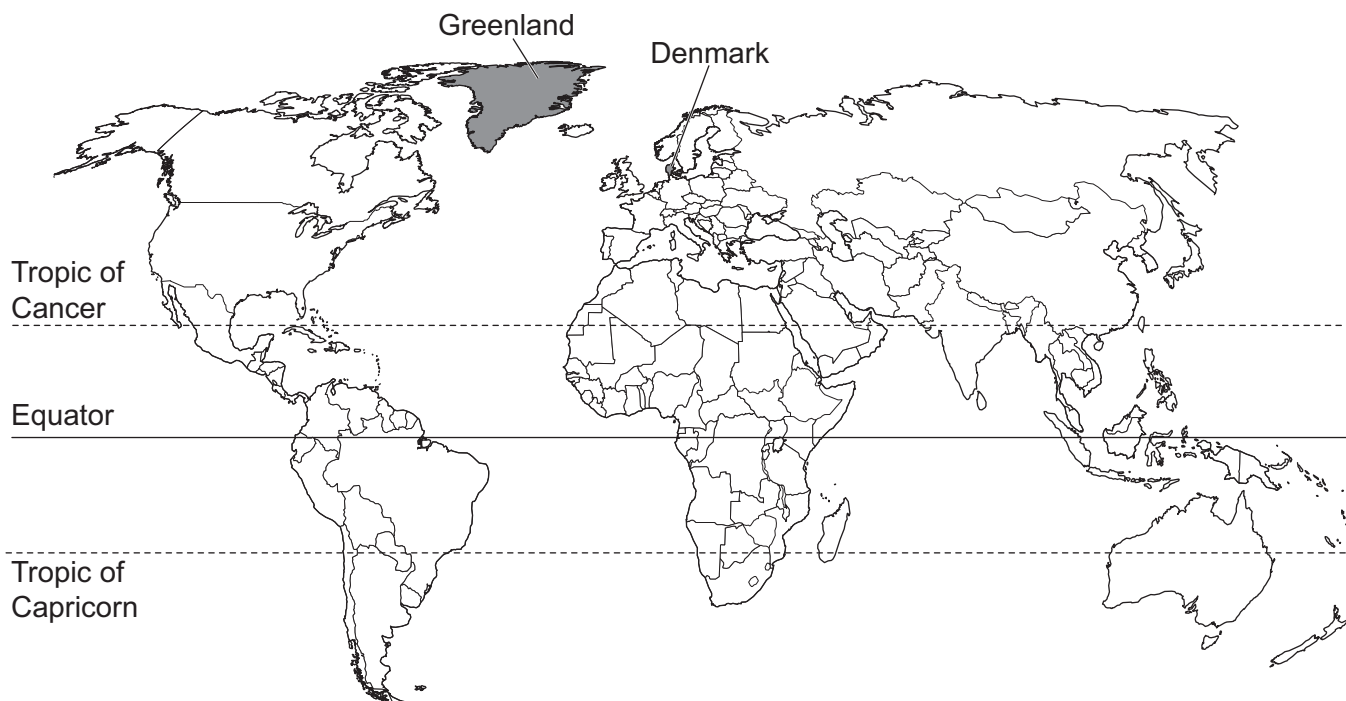 Greenland
Denmark
Tropic of
Cancer
Equator
Tropic of
Capricorn